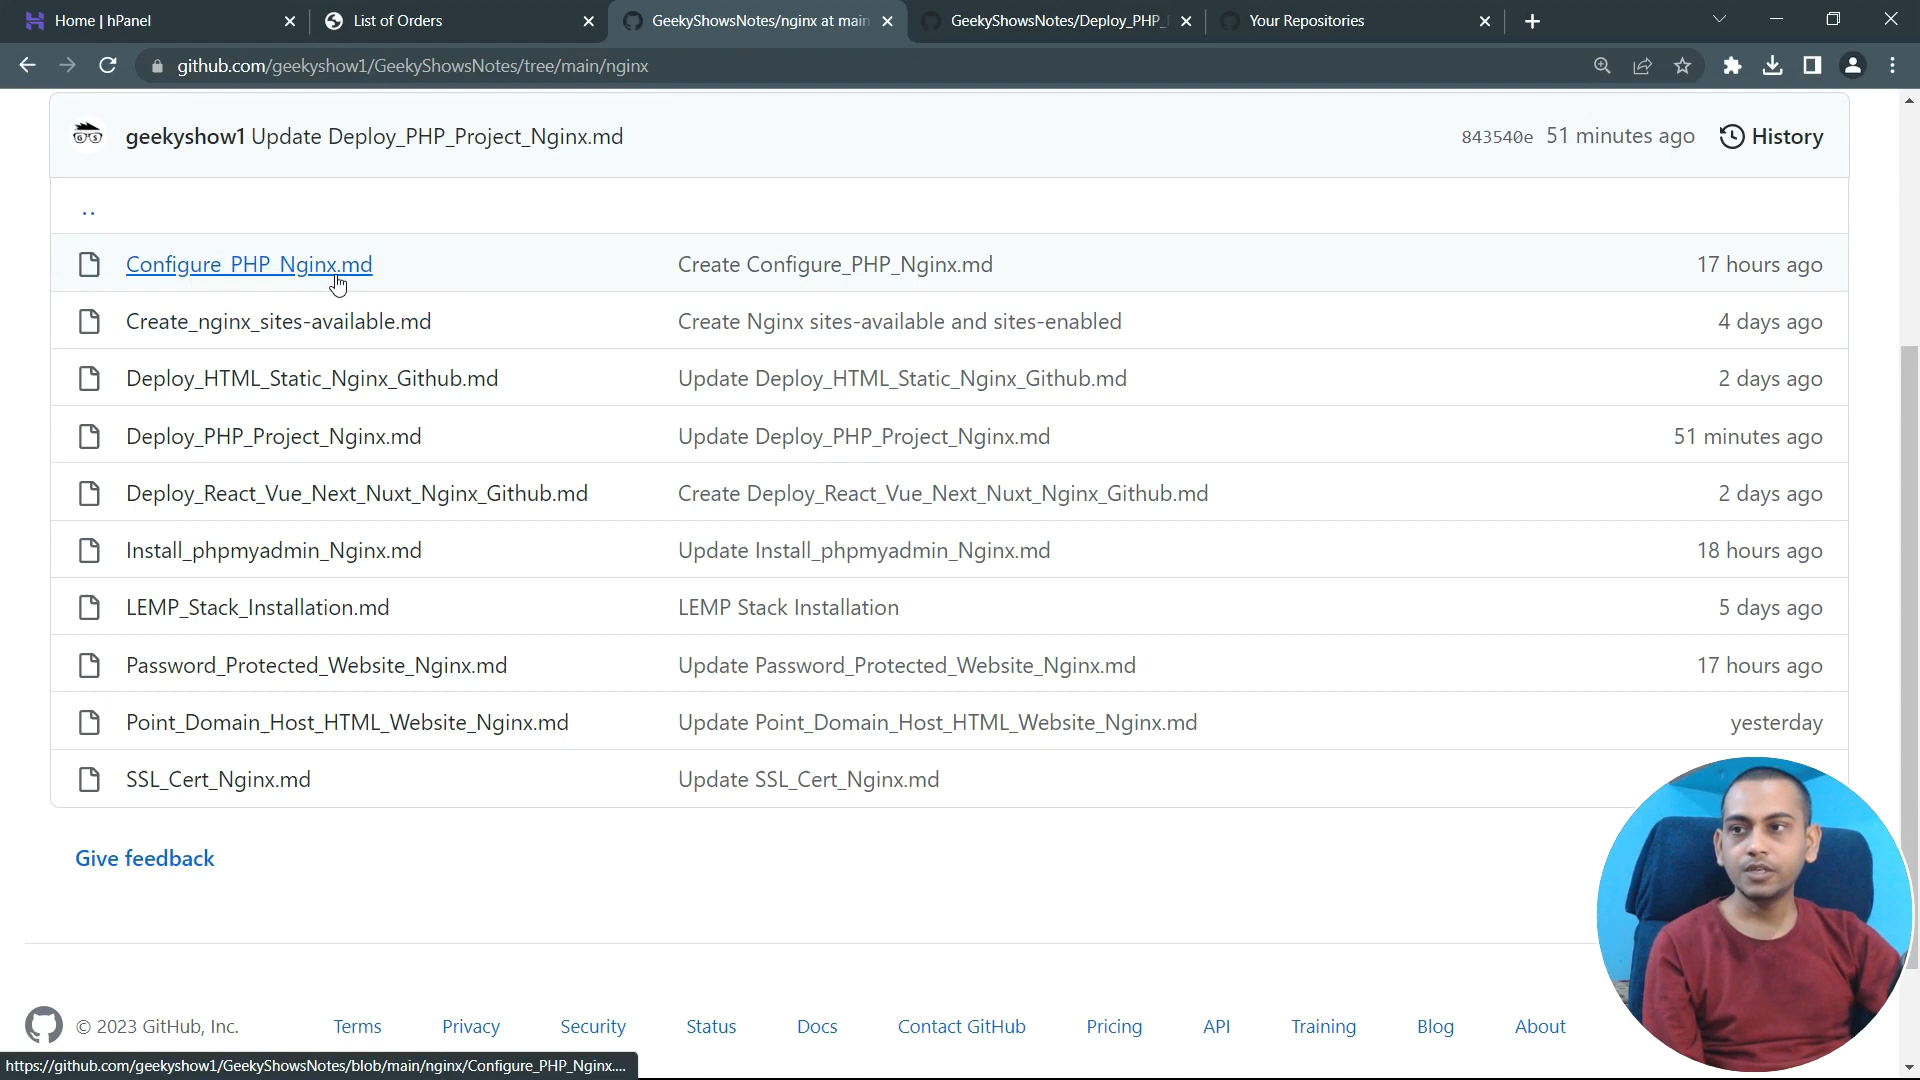 Home | hPanel
List of Orders
GeekyShowsNotes/nginx at main
GeekyShowsNotes/Deploy_PHP_
Your Repositories
github.com/geekyshow1/GeekyShowsNotes/tree/main/nginx
geekyshow1 Update Deploy_PHP_Project_Nginx.md
843540e 51 minutes ago History
..
Configure_PHP_Nginx.md Create Configure_PHP_Nginx.md 17 hours ago
Create_nginx_sites-available.md Create Nginx sites-available and sites-enabled 4 days ago
Deploy_HTML_Static_Nginx_Github.md Update Deploy_HTML_Static_Nginx_Github.md 2 days ago
Deploy_PHP_Project_Nginx.md Update Deploy_PHP_Project_Nginx.md 51 minutes ago
Deploy_React_Vue_Next_Nuxt_Nginx_Github.md Create Deploy_React_Vue_Next_Nuxt_Nginx_Github.md 2 days ago
Install_phpmyadmin_Nginx.md Update Install_phpmyadmin_Nginx.md 18 hours ago
LEMP_Stack_Installation.md LEMP Stack Installation 5 days ago
Password_Protected_Website_Nginx.md Update Password_Protected_Website_Nginx.md 17 hours ago
Point_Domain_Host_HTML_Website_Nginx.md Update Point_Domain_Host_HTML_Website_Nginx.md yesterday
SSL_Cert_Nginx.md Update SSL_Cert_Nginx.md
Give feedback
© 2023 GitHub, Inc. Terms Privacy Security Status Docs Contact GitHub Pricing API Training Blog About
https://github.com/geekyshow1/GeekyShowsNotes/blob/main/nginx/Configure_PHP_Nginx....